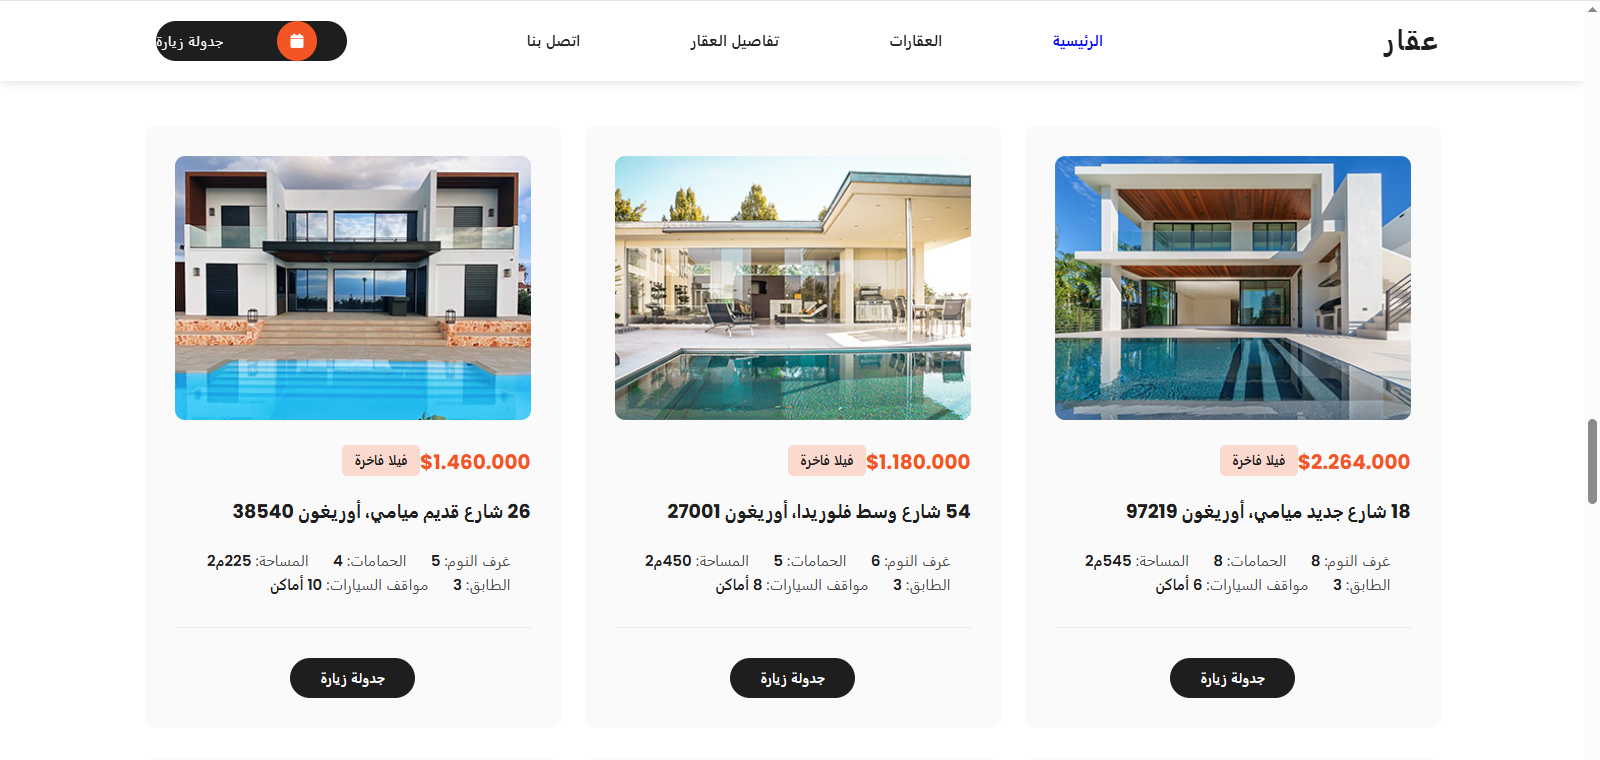 عقار
الرئيسية
العقارات
تفاصيل العقار
اتصل بنا
جدولة زيارة
$2.264.000
فيلا فاخرة
18 شارع جديد ميامي، أوريغون 97219
غرف النوم: 8 الحمامات: 8 المساحة: 545م2
الطابق: 3 مواقف السيارات: 6 أماكن
جدولة زيارة
$1.180.000
فيلا فاخرة
54 شارع وسط فلوريدا، أوريغون 27001
غرف النوم: 6 الحمامات: 5 المساحة: 450م2
الطابق: 3 مواقف السيارات: 8 أماكن
جدولة زيارة
$1.460.000
فيلا فاخرة
26 شارع قديم ميامي، أوريغون 38540
غرف النوم: 5 الحمامات: 4 المساحة: 225م2
الطابق: 3 مواقف السيارات: 10 أماكن
جدولة زيارة